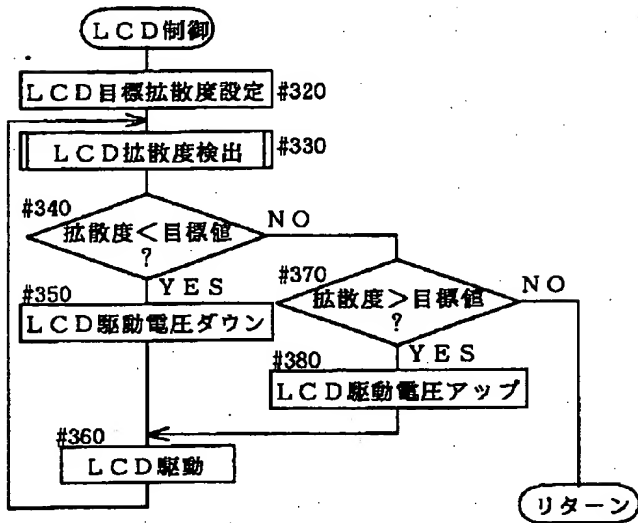 LCD制御
LCD目標拡散度設定 #320
LCD拡散度検出 #330
#340
拡散度<目標値
?
NO
YES
#350
LCD駆動電圧ダウン
#370
拡散度>目標値
?
NO
YES
#380
LCD駆動電圧アップ
#360
LCD駆動
リターン